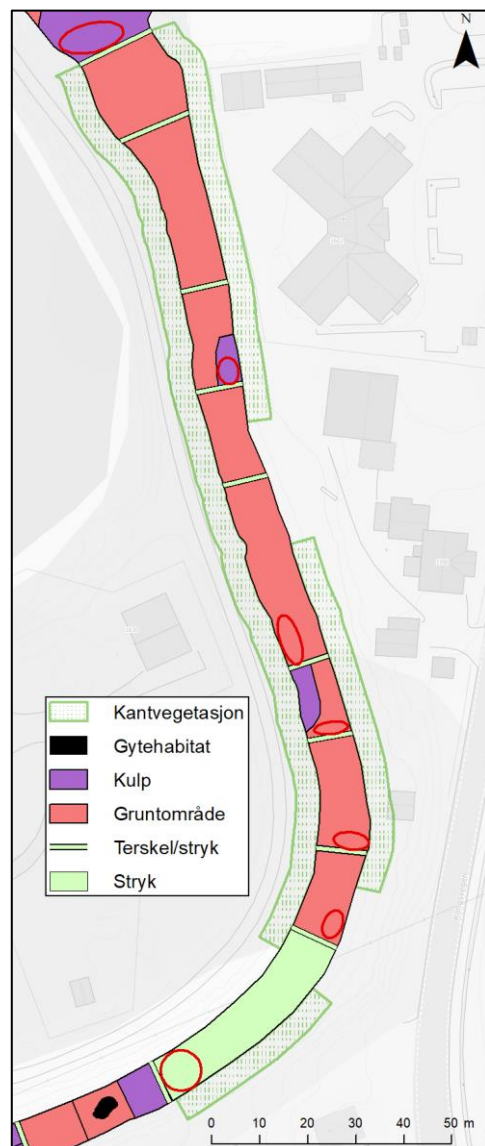 N
Kantvegetasjon
Gytehabitat
Kulp
Gruntområde
Terskel/stryk
Stryk
0 10 20 30 40 50 m